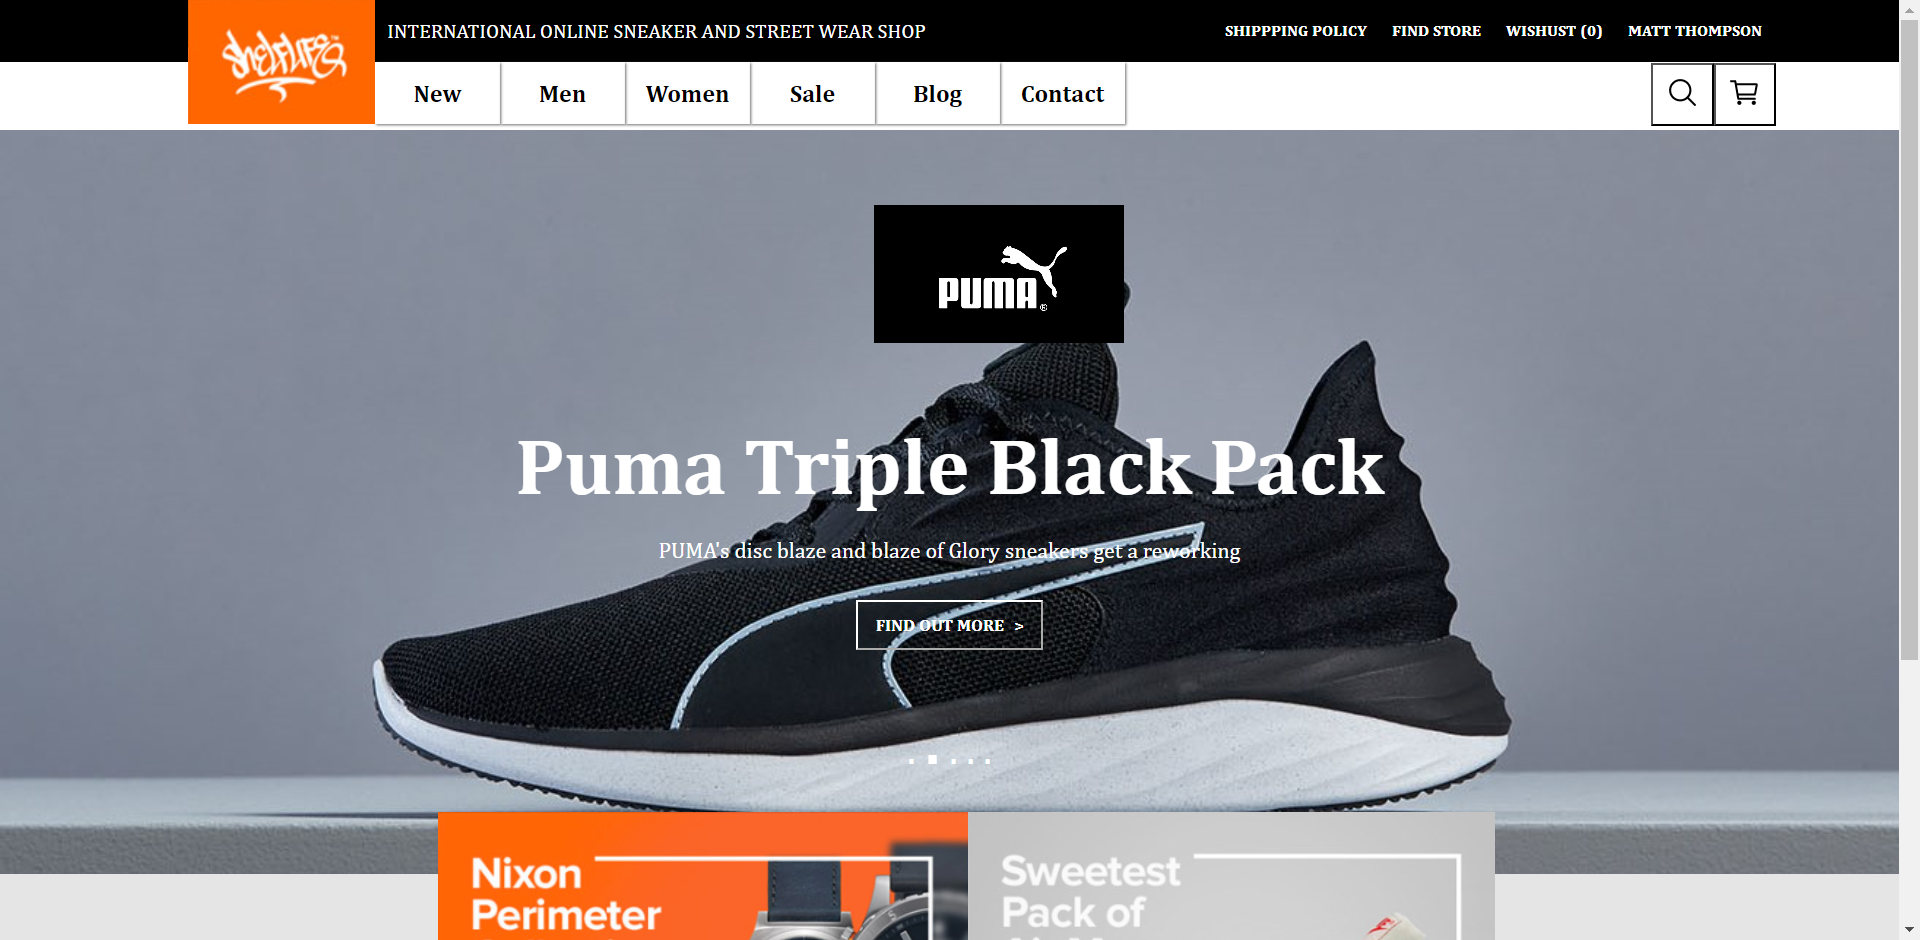 Shelflife™
INTERNATIONAL ONLINE SNEAKER AND STREET WEAR SHOP
SHIPPPING POLICY FIND STORE WISHUST (0) MATT THOMPSON
New Men Women Sale Blog Contact
PUMA®
Puma Triple Black Pack
PUMA's disc blaze and blaze of Glory sneakers get a reworking
FIND OUT MORE >
Nixon
Perimeter
Sweetest
Pack of